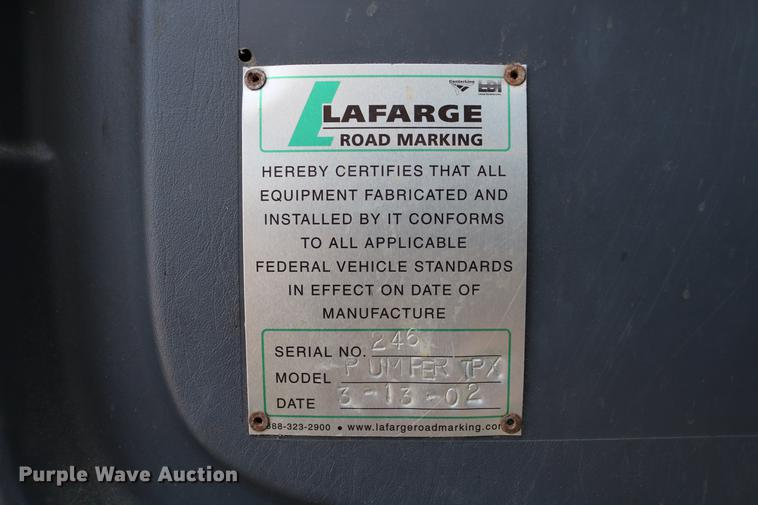 Centerline
LDI
LAFARGE
ROAD MARKING
HEREBY CERTIFIES THAT ALL
EQUIPMENT FABRICATED AND
INSTALLED BY IT CONFORMS
TO ALL APPLICABLE
FEDERAL VEHICLE STANDARDS
IN EFFECT ON DATE OF
MANUFACTURE
SERIAL NO. 246
MODEL PUMPER TPX
DATE 3-13-02
888-323-2900 • www.lafargeroadmarking.com
Purple Wave Auction